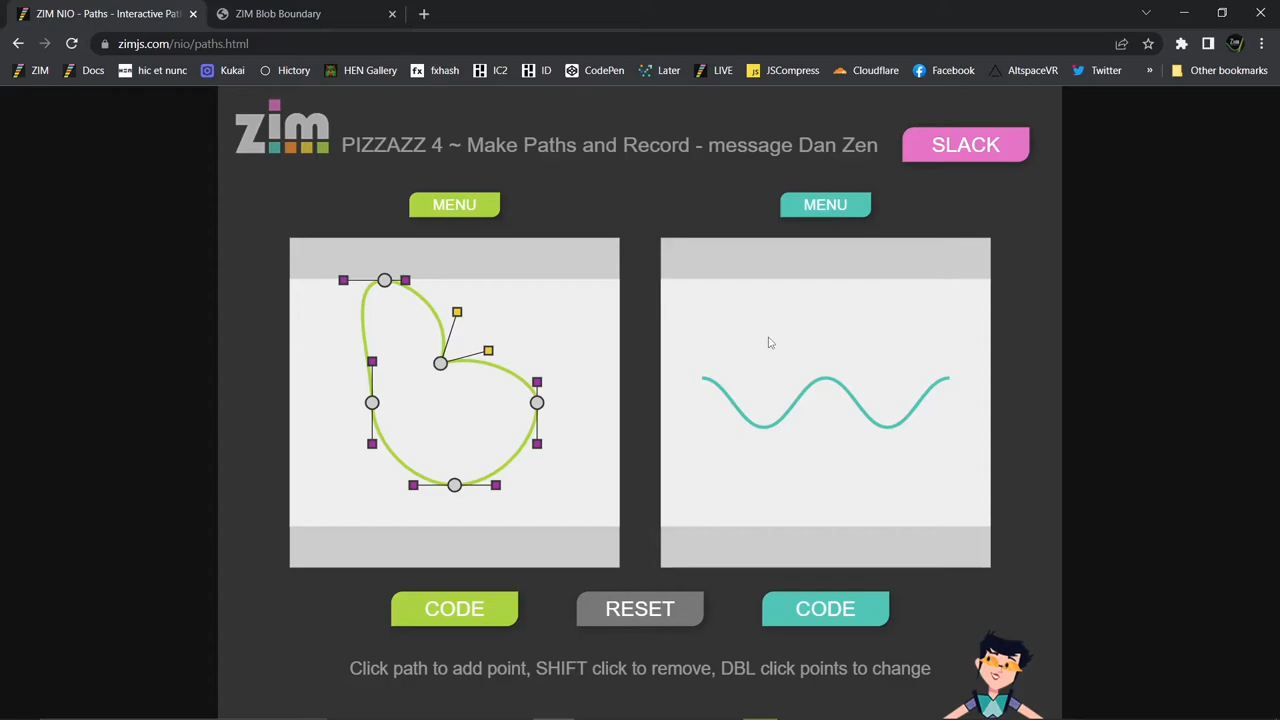 ZIM NIO - Paths - Interactive Pat
ZIM Blob Boundary
zimjs.com/nio/paths.html
ZIM
Docs
hic et nunc
Kukai
Hictory
HEN Gallery
fxhash
IC2
ID
CodePen
Later
LIVE
JSCompress
Cloudflare
Facebook
AltspaceVR
Twitter
»
Other bookmarks
zim
PIZZAZZ 4 ~ Make Paths and Record - message Dan Zen
SLACK
MENU
MENU
CODE
RESET
CODE
Click path to add point, SHIFT click to remove, DBL click points to change